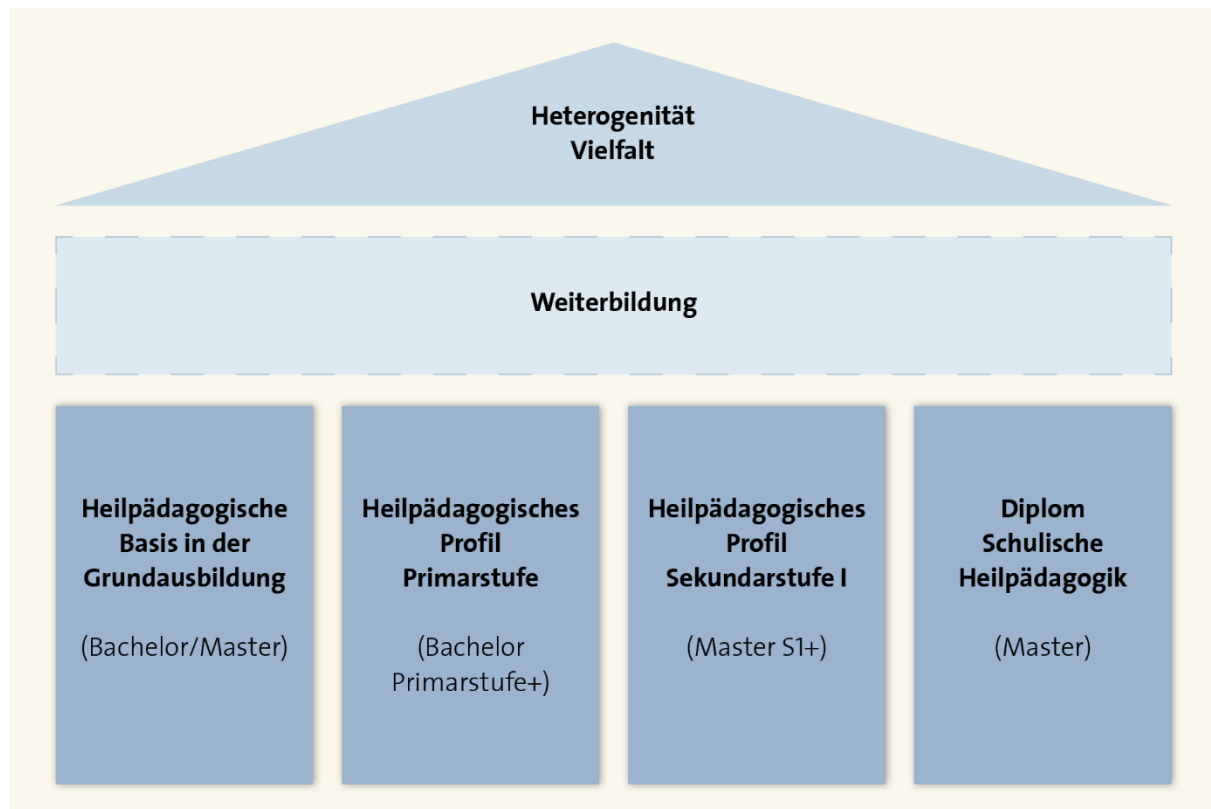 Heterogenität
Vielfalt
Weiterbildung
Heilpädagogische
Basis in der
Grundausbildung
(Bachelor/Master)
Heilpädagogisches
Profil
Primarstufe
(Bachelor
Primarstufe+)
Heilpädagogisches
Profil
Sekundarstufe I
(Master S1+)
Diplom
Schulische
Heilpädagogik
(Master)